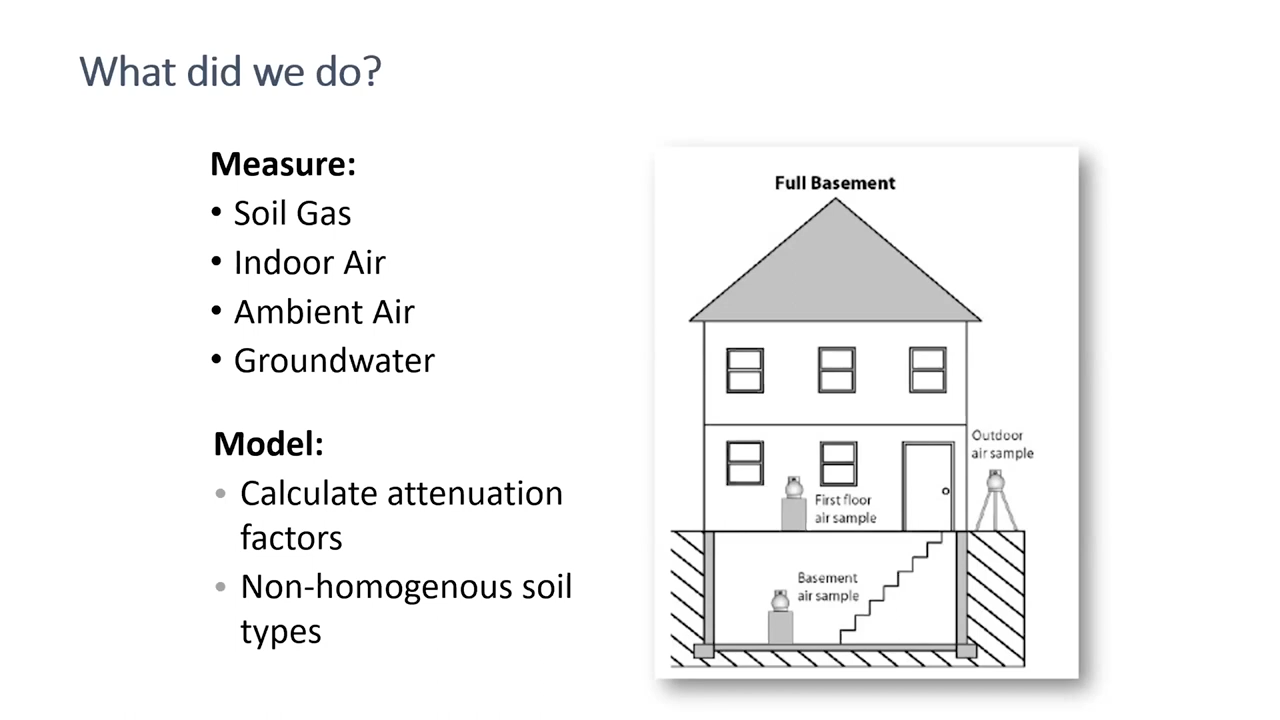 What did we do?
Measure:
• Soil Gas
• Indoor Air
• Ambient Air
• Groundwater
Model:
• Calculate attenuation
factors
• Non-homogenous soil
types
Full Basement
Outdoor
air sample
First floor
air sample
Basement
air sample